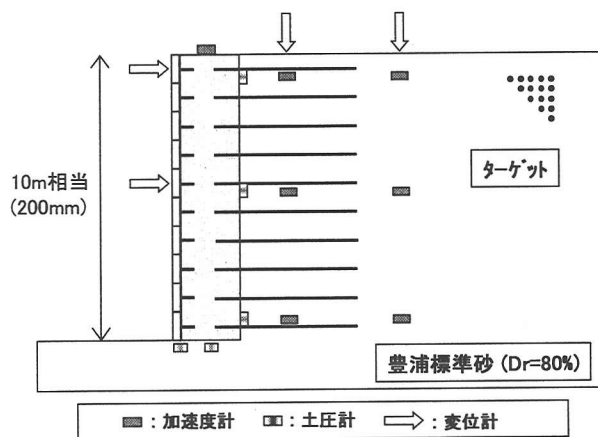 10m相当
(200mm)
ターゲット
豊浦標準砂 (Dr=80%)
:加速度計 :土圧計 :変位計